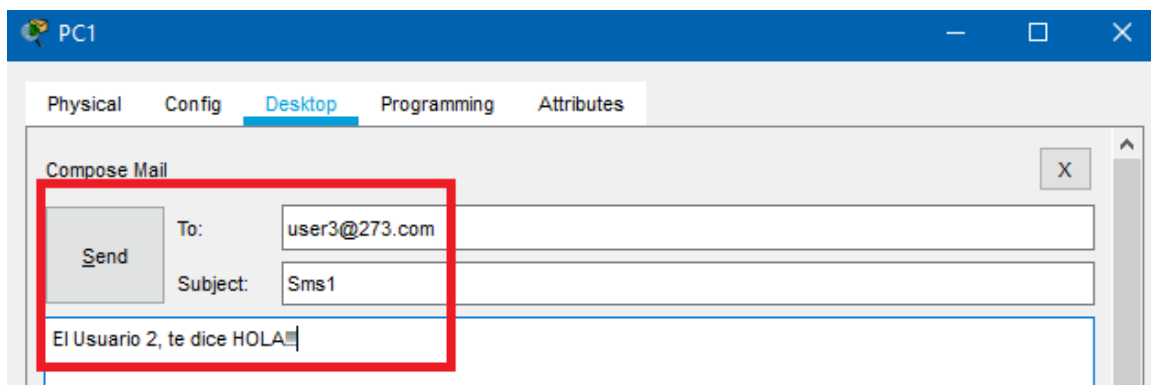 PC1
Physical Config Desktop Programming Attributes
Compose Mail X
Send
To: user3@273.com
Subject: Sms1
El Usuario 2, te dice HOLA!!!